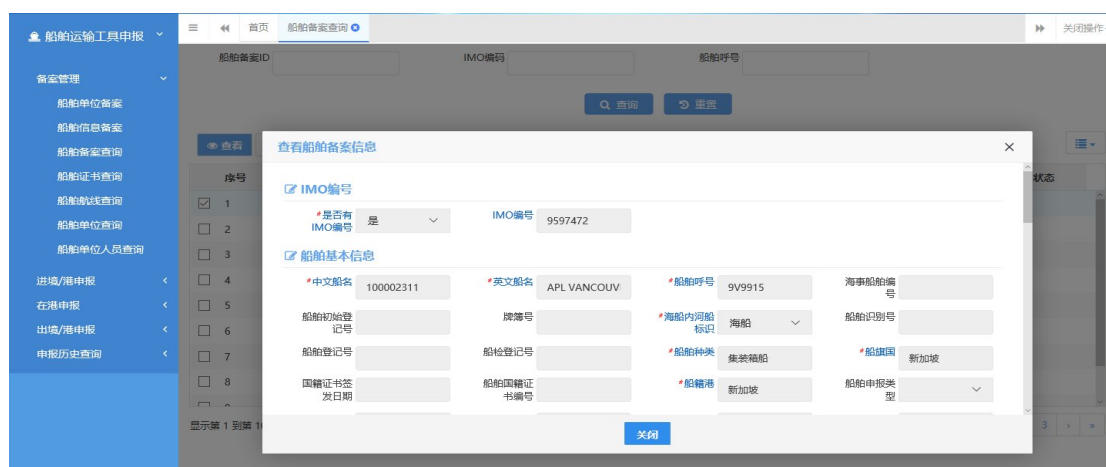 船舶运输工具申报
首页
船舶备案查询
关闭操作
备案管理
船舶单位备案
船舶信息备案
船舶备案查询
船舶证书查询
船舶航线查询
船舶单位查询
船舶单位人员查询
进境/港申报
在港申报
出境/港申报
申报历史查询
船舶备案ID
IMO编码
船舶呼号
查询
重置
查看
序号
状态
1
2
3
4
5
6
7
8
显示第 1 到第 1
3
查看船舶备案信息
IMO编号
*是否有
IMO编号
是
IMO编号
9597472
船舶基本信息
*中文船名
100002311
*英文船名
APL VANCOUV
*船舶呼号
9V9915
海事船舶编
号
船舶初始登
记号
牌簿号
*海船内河船
标识
海船
船舶识别号
船舶登记号
船检登记号
*船舶种类
集装箱船
*船旗国
新加坡
国籍证书签
发日期
船舶国籍证
书编号
*船籍港
新加坡
船舶申报类
型
关闭